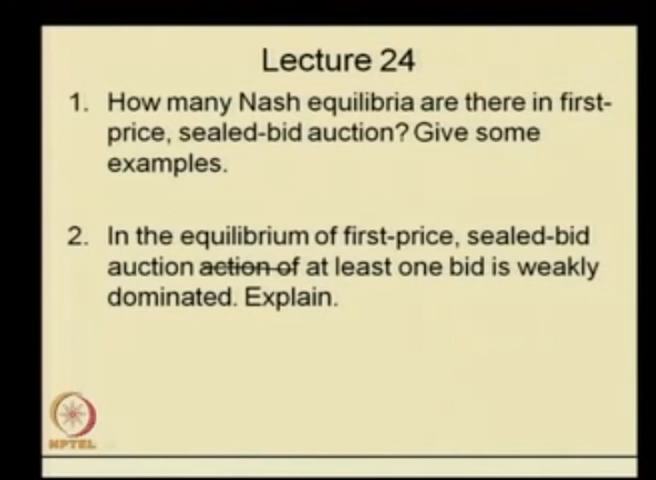 Lecture 24
1. How many Nash equilibria are there in first-
price, sealed-bid auction? Give some
examples.
2. In the equilibrium of first-price, sealed-bid
auction action of at least one bid is weakly
dominated. Explain.
NPTEL